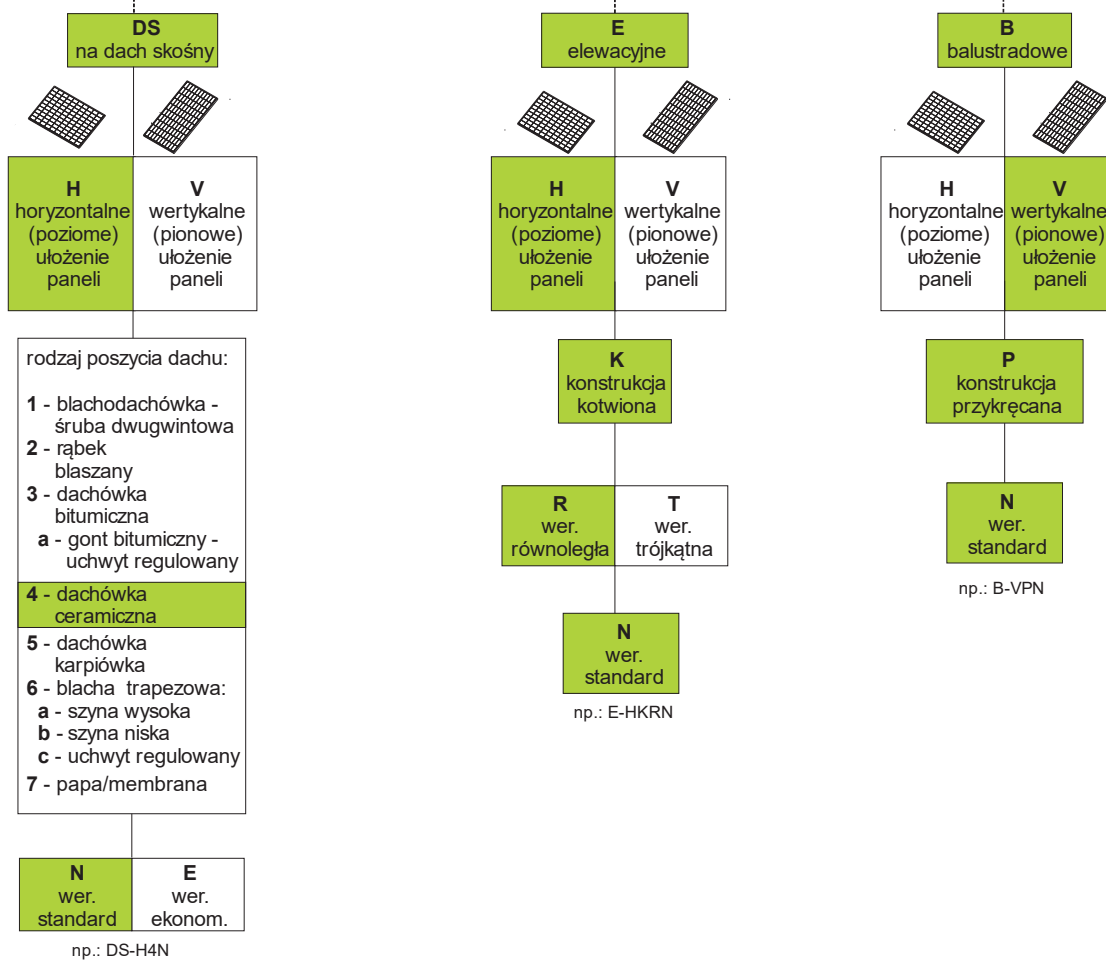 DS
na dach skośny
H
horyzontalne
(poziome)
ułożenie
paneli
V
wertykalne
(pionowe)
ułożenie
paneli
rodzaj poszycia dachu:
1 - blachodachówka -
śruba dwugwintowa
2 - rąbek
blaszany
3 - dachówka
bitumiczna
a - gont bitumiczny -
uchwyt regulowany
4 - dachówka
ceramiczna
5 - dachówka
karpiówka
6 - blacha trapezowa:
a - szyna wysoka
b - szyna niska
c - uchwyt regulowany
7 - papa/membrana
N
wer.
standard
E
wer.
ekonom.
np.: DS-H4N
E
elewacyjne
H
horyzontalne
(poziome)
ułożenie
paneli
V
wertykalne
(pionowe)
ułożenie
paneli
K
konstrukcja
kotwiona
R
wer.
równoległa
T
wer.
trójkątna
N
wer.
standard
np.: E-HKRN
B
balustradowe
H
horyzontalne
(poziome)
ułożenie
paneli
V
wertykalne
(pionowe)
ułożenie
paneli
P
konstrukcja
przykręcana
N
wer.
standard
np.: B-VPN